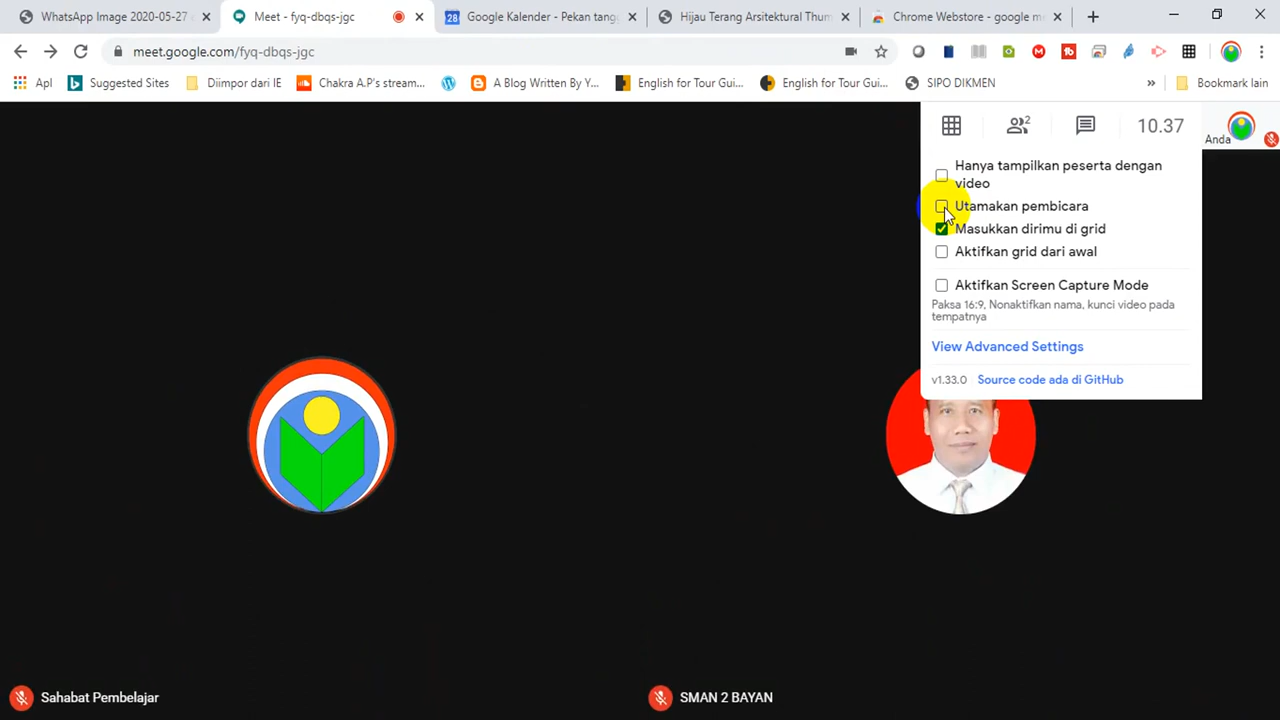 WhatsApp Image 2020-05-27
Meet - fyq-dbqs-jgc
Google Kalender - Pekan tang
Hijau Terang Arsitektural Thum
Chrome Webstore - google me
meet.google.com/fyq-dbqs-jgc
Apl
Suggested Sites
Diimpor dari IE
Chakra A.P's stream...
A Blog Written By Y...
English for Tour Gui...
English for Tour Gui...
SIPO DIKMEN
»
Bookmark lain
2
10.37
Anda
Hanya tampilkan peserta dengan
video
Utamakan pembicara
Masukkan dirimu di grid
Aktifkan grid dari awal
Aktifkan Screen Capture Mode
Paksa 16:9, Nonaktifkan nama, kunci video pada
tempatnya
View Advanced Settings
v1.33.0 Source code ada di GitHub
Sahabat Pembelajar
SMAN 2 BAYAN